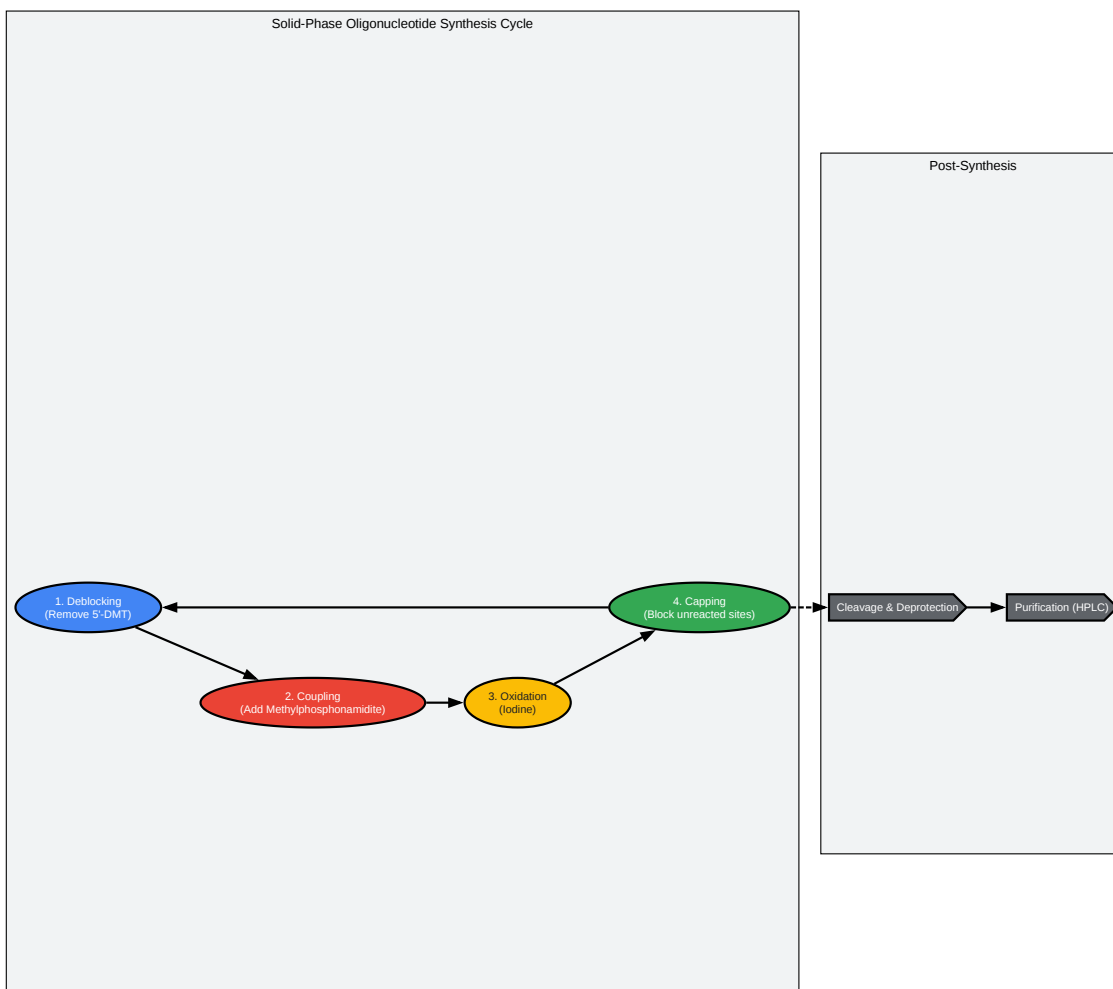 Solid-Phase Oligonucleotide Synthesis Cycle
Post-Synthesis
1. Deblocking
(Remove 5'-DMT)
2. Coupling
(Add Methylphosphonamidite)
3. Oxidation
(Iodine)
4. Capping
(Block unreacted sites)
Cleavage & Deprotection
Purification (HPLC)